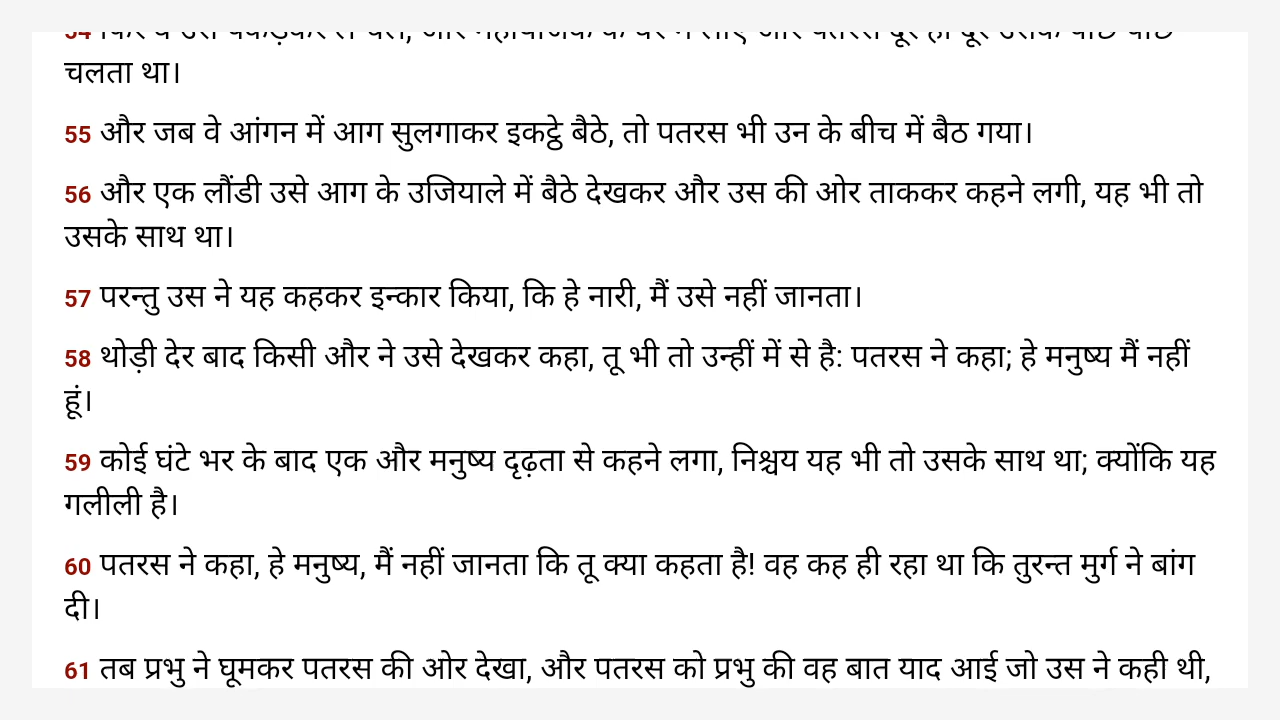 चलता था।
55 और जब वे आंगन में आग सुलगाकर इकट्ठे बैठे, तो पतरस भी उन के बीच में बैठ गया।
56 और एक लौंडी उसे आग के उजियाले में बैठे देखकर और उस की ओर ताककर कहने लगी, यह भी तो
उसके साथ था।
57 परन्तु उस ने यह कहकर इन्कार किया, कि हे नारी, मैं उसे नहीं जानता।
58 थोड़ी देर बाद किसी और ने उसे देखकर कहा, तू भी तो उन्हीं में से है: पतरस ने कहा; हे मनुष्य मैं नहीं
हूं।
59 कोई घंटे भर के बाद एक और मनुष्य दृढ़ता से कहने लगा, निश्चय यह भी तो उसके साथ था; क्योंकि यह
गलीली है।
60 पतरस ने कहा, हे मनुष्य, मैं नहीं जानता कि तू क्या कहता है! वह कह ही रहा था कि तुरन्त मुर्ग ने बांग
दी।
61 तब प्रभु ने घूमकर पतरस की ओर देखा, और पतरस को प्रभु की वह बात याद आई जो उस ने कही थी,